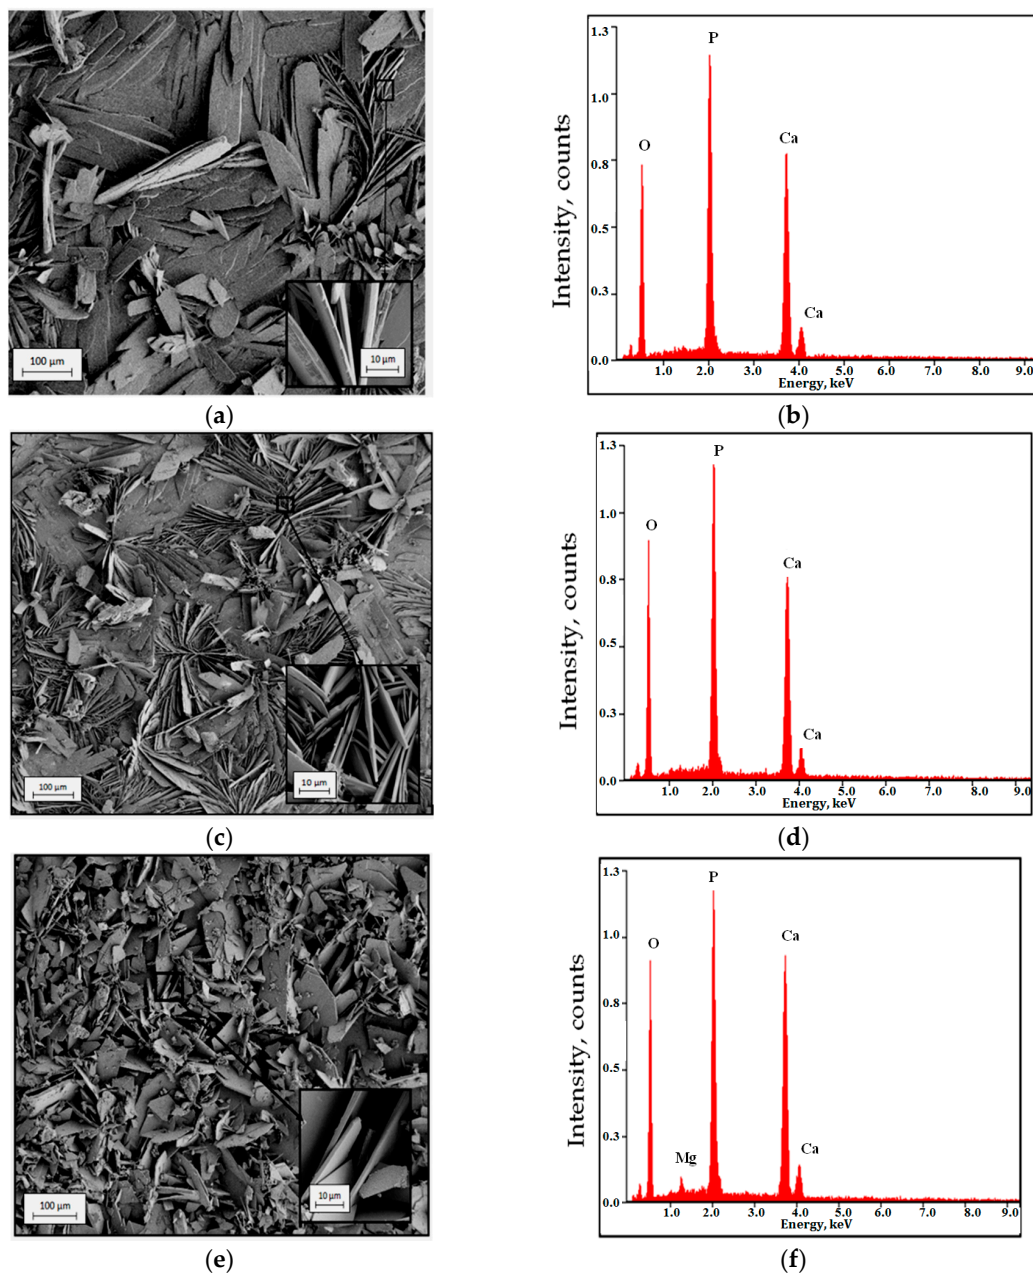 100 µm
10 µm
(a)
Intensity, counts
1.3
1.0
0.8
0.5
0.3
0.0
O
P
Ca
Ca
1.0 2.0 3.0 4.0 5.0 6.0 7.0 8.0 9.0
Energy, keV
(b)
100 µm
10 µm
(c)
Intensity, counts
1.3
1.0
0.8
0.5
0.3
0.0
O
P
Ca
Ca
1.0 2.0 3.0 4.0 5.0 6.0 7.0 8.0 9.0
Energy, keV
(d)
100 µm
10 µm
(e)
Intensity, counts
1.3
1.0
0.8
0.5
0.3
0.0
O
Mg
P
Ca
Ca
1.0 2.0 3.0 4.0 5.0 6.0 7.0 8.0 9.0
Energy, keV
(f)